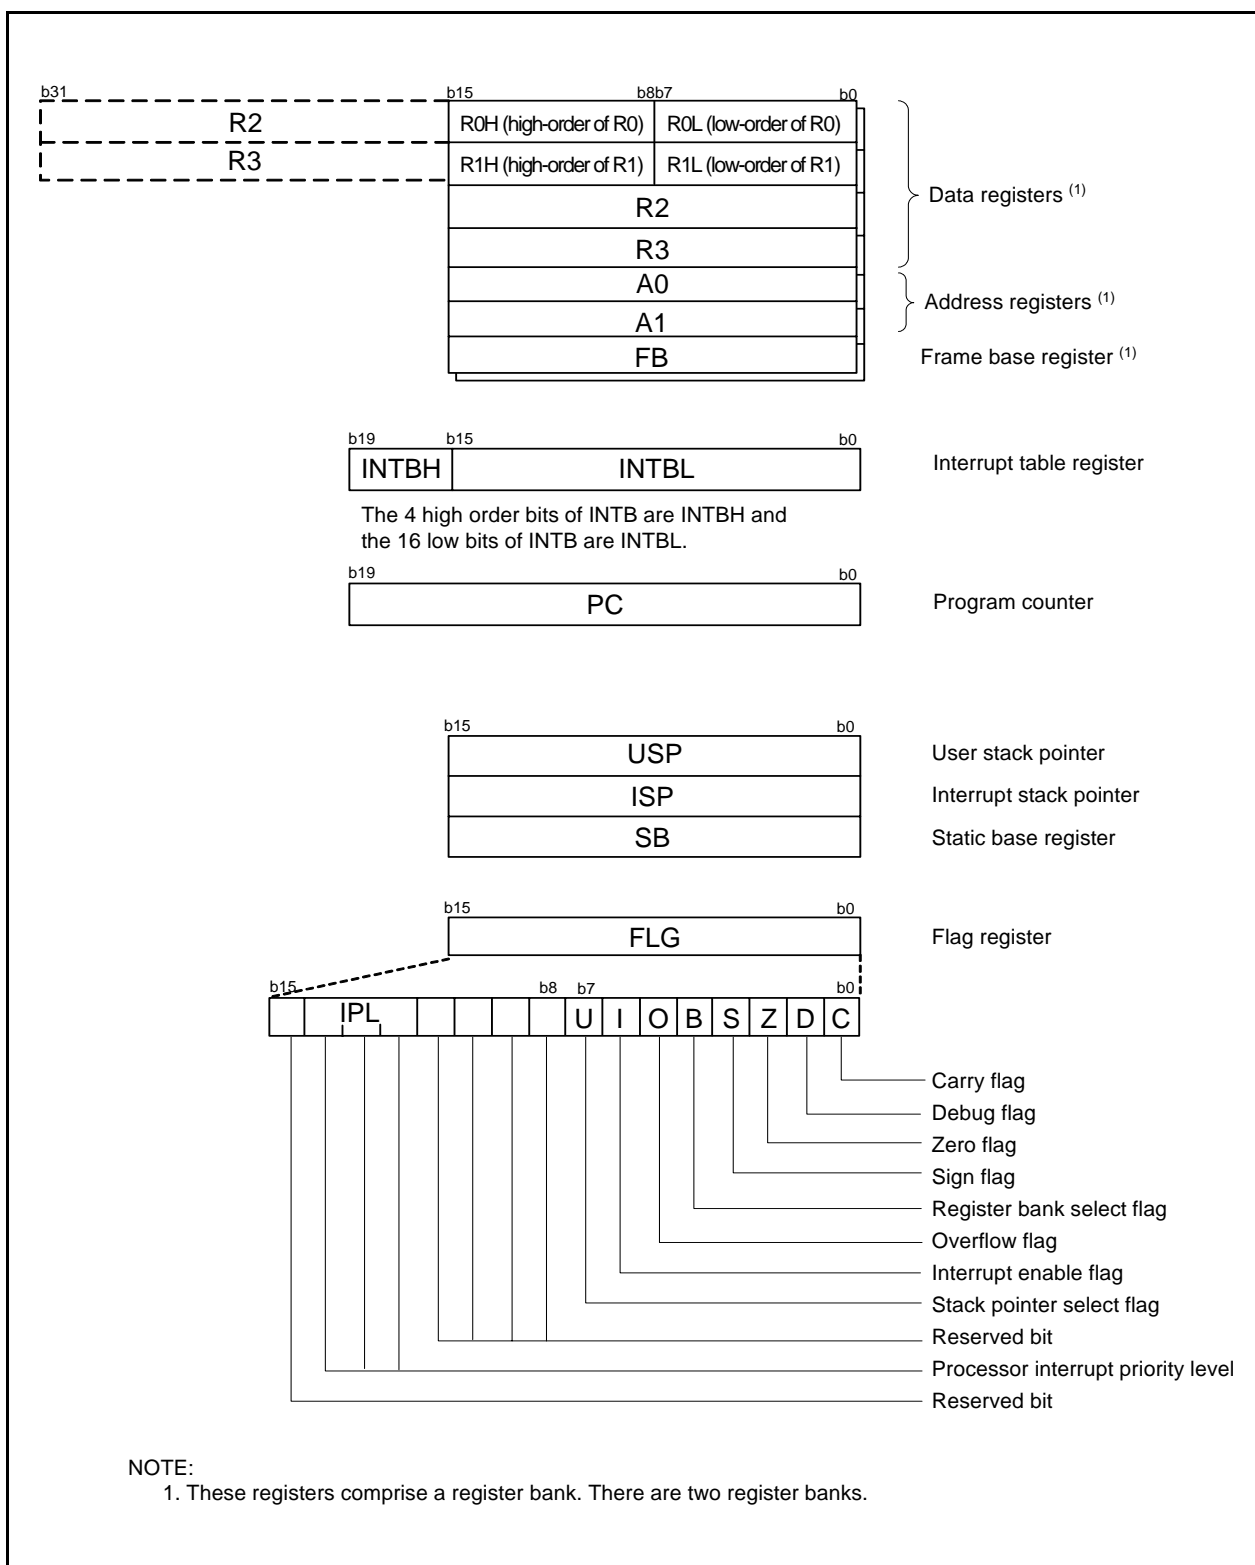 b31 b15 b8b7 b0
R2 R0H (high-order of R0) R0L (low-order of R0)
R3 R1H (high-order of R1) R1L (low-order of R1)
R2
R3
Data registers (1)
A0
A1
Address registers (1)
FB Frame base register (1)
b19 b15 b0
INTBH INTBL Interrupt table register
The 4 high order bits of INTB are INTBH and
the 16 low bits of INTB are INTBL.
b19 b0
PC Program counter
b15 b0
USP User stack pointer
ISP Interrupt stack pointer
SB Static base register
b15 b0
FLG Flag register
b15 b8 b7 b0
IPL U I O B S Z D C
Carry flag
Debug flag
Zero flag
Sign flag
Register bank select flag
Overflow flag
Interrupt enable flag
Stack pointer select flag
Reserved bit
Processor interrupt priority level
Reserved bit
NOTE:
1. These registers comprise a register bank. There are two register banks.